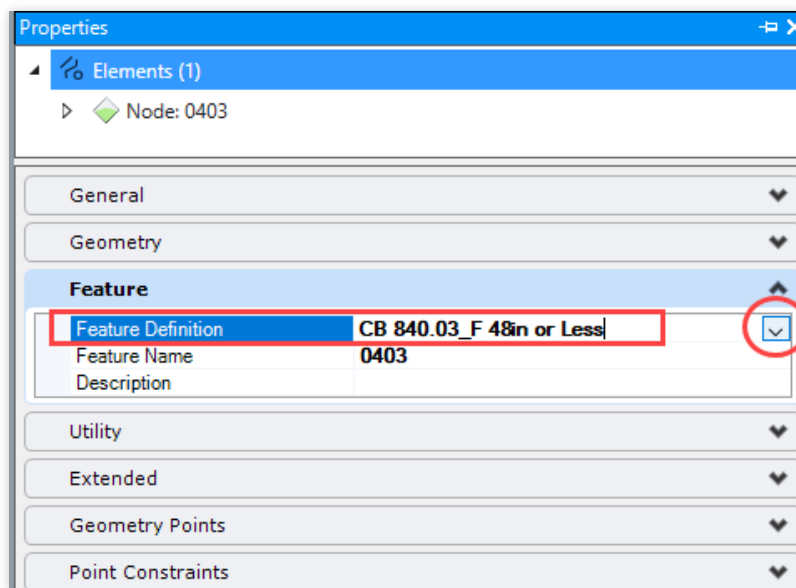 Properties
Elements (1)
Node: 0403
General
Geometry
Feature
Feature Definition CB 840.03_F 48in or Less
Feature Name 0403
Description
Utility
Extended
Geometry Points
Point Constraints